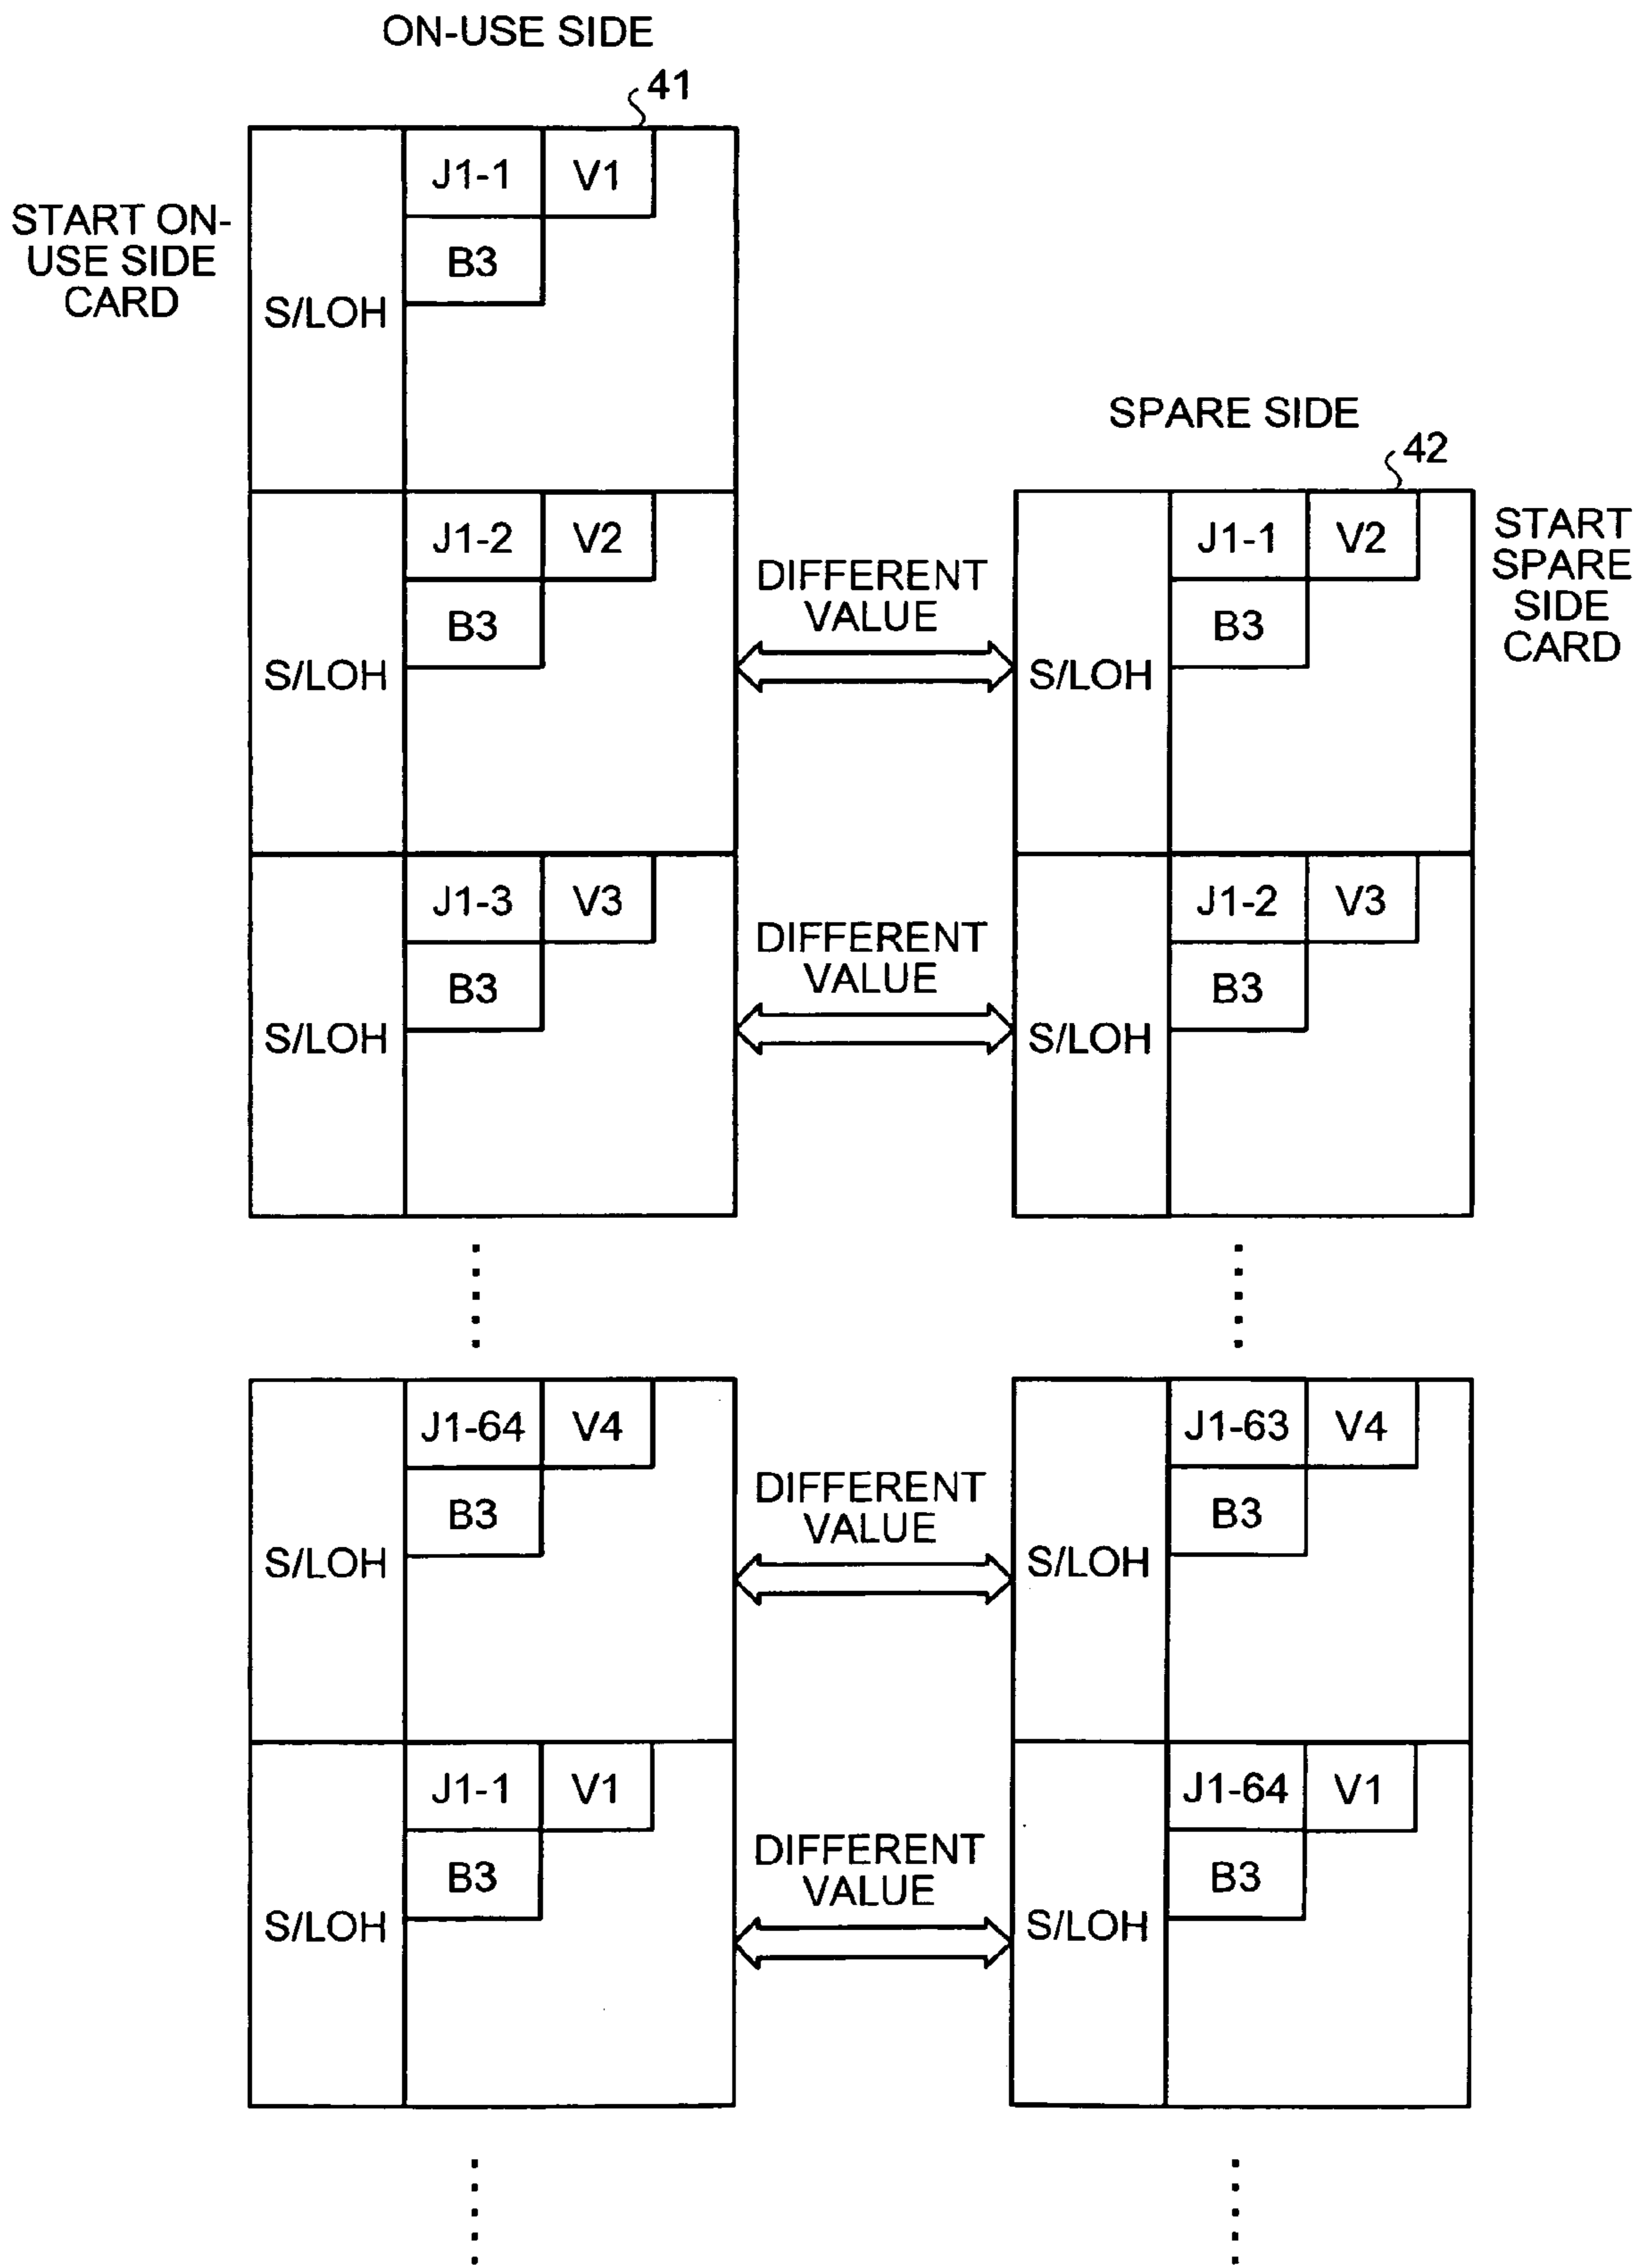 ON-USE SIDE
41
J1-1 V1
START ON-
USE SIDE
CARD
B3
S/LOH
SPARE SIDE
42
J1-2 V2
DIFFERENT
VALUE
B3
S/LOH
J1-1 V2
START
SPARE
SIDE
CARD
B3
S/LOH
J1-3 V3
DIFFERENT
VALUE
B3
S/LOH
J1-2 V3
B3
S/LOH
J1-64 V4
DIFFERENT
VALUE
B3
S/LOH
J1-63 V4
B3
S/LOH
J1-1 V1
DIFFERENT
VALUE
B3
S/LOH
J1-64 V1
B3
S/LOH